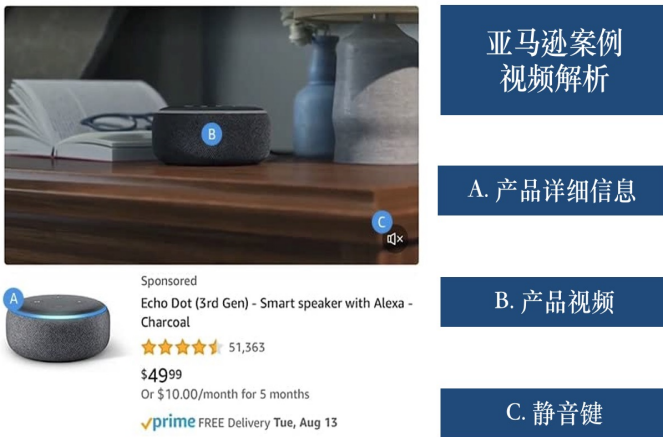 亚马逊案例
视频解析
B
A. 产品详细信息
C
A
Sponsored
Echo Dot (3rd Gen) - Smart speaker with Alexa -
Charcoal
51,363
$49.99
Or $10.00/month for 5 months
prime FREE Delivery Tue, Aug 13
B. 产品视频
C. 静音键